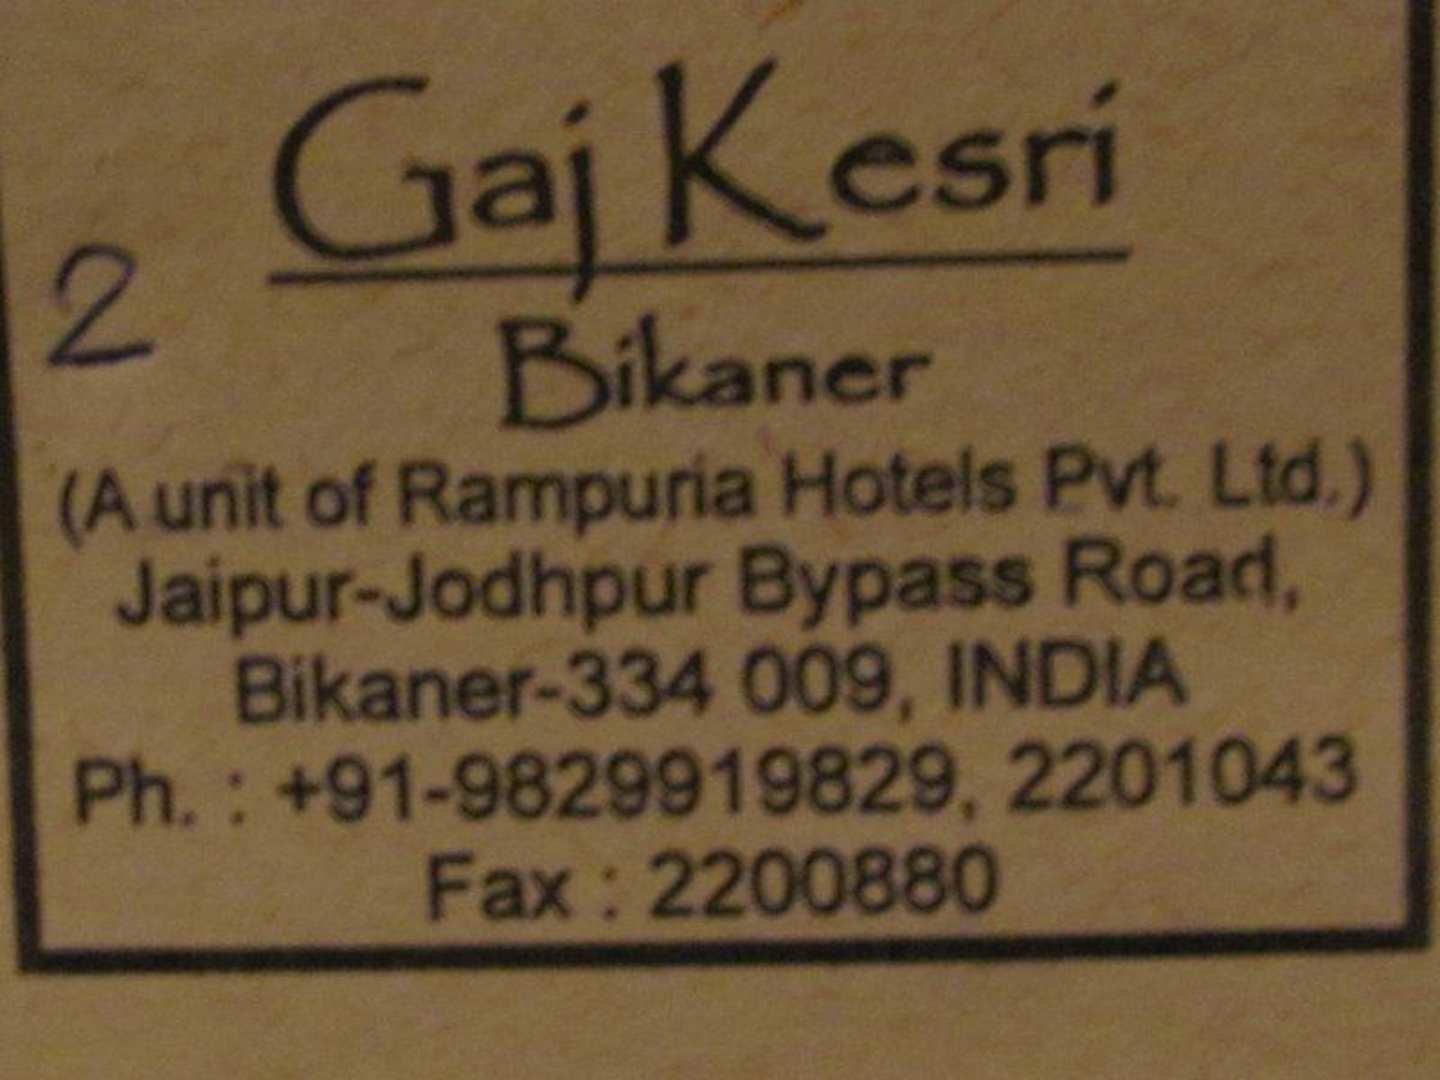 Gaj Kesri
2
Bikaner
(A unit of Rampuria Hotels Pvt. Ltd.)
Jaipur-Jodhpur Bypass Road,
Bikaner-334 009, INDIA
Ph. : +91-9829919829, 2201043
Fax : 2200880